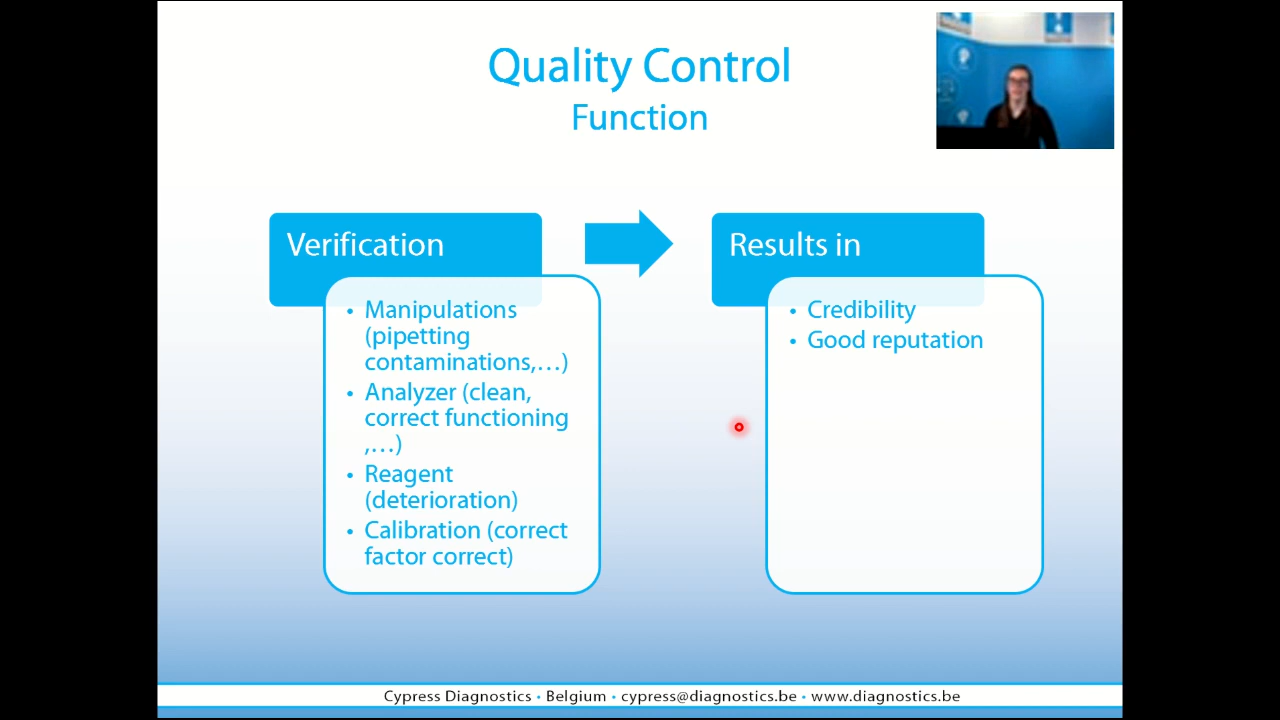 Quality Control
Function
Verification
• Manipulations
(pipetting
contaminations,…)
• Analyzer (clean,
correct functioning
,…)
• Reagent
(deterioration)
• Calibration (correct
factor correct)
Results in
• Credibility
• Good reputation
Cypress Diagnostics • Belgium • cypress@diagnostics.be • www.diagnostics.be